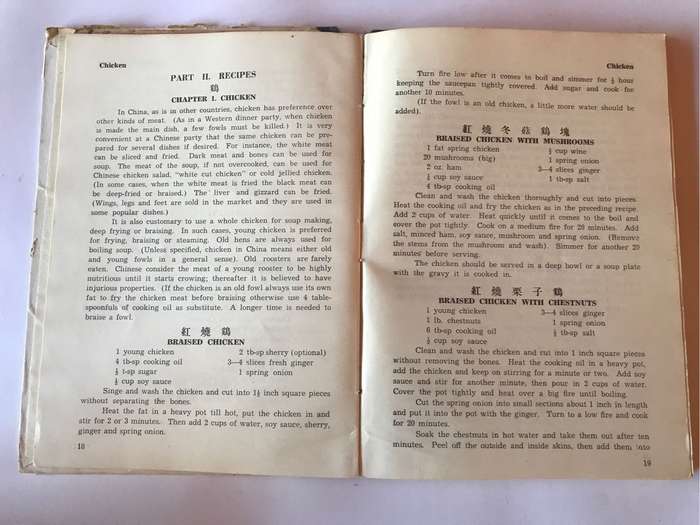 Chicken
PART II. RECIPES
鷄
CHAPTER I. CHICKEN
In China, as is in other countries, chicken has preference over
other kinds of meat. (As in a Western dinner party, when chicken
is made the main dish, a few fowls must be killed.) It is very
convenient at a Chinese party that the same chicken can be pre-
pared for several dishes if desired. For instance, the white meat
can be sliced and fried. Dark meat and bones can be used for
soup. The meat of the soup, if not overcooked, can be used for
Chinese chicken salad, "white cut chicken" or cold jellied chicken.
(In some cases, when the white meat is fried the black meat can
be deep-fried or braised.) The liver and gizzard can be fried.
(Wings, legs and feet are sold in the market and they are used in
some popular dishes.)
It is also customary to use a whole chicken for soup making,
deep frying or braising. In such cases, young chicken is preferred
for frying, braising or steaming. Old hens are always used for
boiling soup. (Unless specified, chicken in China means either old
and young fowls in a general sense). Old roosters are farely
eaten. Chinese consider the meat of a young rooster to be highly
nutritious until it starts crowing; thereafter it is believed to have
injurious properties. (If the chicken is an old fowl always use its own
fat to fry the chicken meat before braising otherwise use 4 table-
spoonfuls of cooking oil as substitute. A longer time is needed to
braise a fowl.
紅燒鷄
BRAISED CHICKEN
1 young chicken 2 tb-sp sherry (optional)
4 tb-sp cooking oil 3—4 slices fresh ginger
½ t-sp sugar 1 spring onion
½ cup soy sauce
Singe and wash the chicken and cut into 1½ inch square pieces
without separating the bones.
Heat the fat in a heavy pot till hot, put the chicken in and
stir for 2 or 3 minutes. Then add 2 cups of water, soy sauce, sherry,
ginger and spring onion.
18
Chicken
Turn fire low after it comes to boil and simmer for ½ hour
keeping the saucepan tightly covered. Add sugar and cook for
another 10 minutes.
(If the fowl is an old chicken, a little more water should be
added).
紅燒冬菇鷄塊
BRAISED CHICKEN WITH MUSHROOMS
1 fat spring chicken ½ cup wine
20 mushrooms (big) 1 spring onion
2 oz. ham 3—4 slices ginger
½ cup soy sauce 1 tb-sp salt
4 tb-sp cooking oil
Clean and wash the chicken thoroughly and cut into pieces.
Heat the cooking oil and fry the chicken as in the preceding recipe.
Add 2 cups of water. Heat quickly until it comes to the boil and
cover the pot tightly. Cook on a medium fire for 20 minutes. Add
salt, minced ham, soy sauce, mushroom and spring onion. (Remove
the stems from the mushroom and wash). Simmer for another 20
minutes before serving.
The chicken should be served in a deep bowl or a soup plate
with the gravy it is cooked in.
紅燒栗子鷄
BRAISED CHICKEN WITH CHESTNUTS
1 young chicken 3—4 slices ginger
1 lb. chestnuts 1 spring onion
6 tb-sp cooking oil ½ tb-sp salt
½ cup soy sauce
Clean and wash the chicken and cut into 1 inch square pieces
without removing the bones. Heat the cooking oil in a heavy pot,
add the chicken and keep on stirring for a minute or two. Add soy
sauce and stir for another minute, then pour in 2 cups of water.
Cover the pot tightly and heat over a big fire until boiling.
Cut the spring onion into small sections about 1 inch in length
and put it into the pot with the ginger. Turn to a low fire and cook
for 20 minutes.
Soak the chestnuts in hot water and take them out after ten
minutes. Peel off the outside and inside skins, then add them into
19